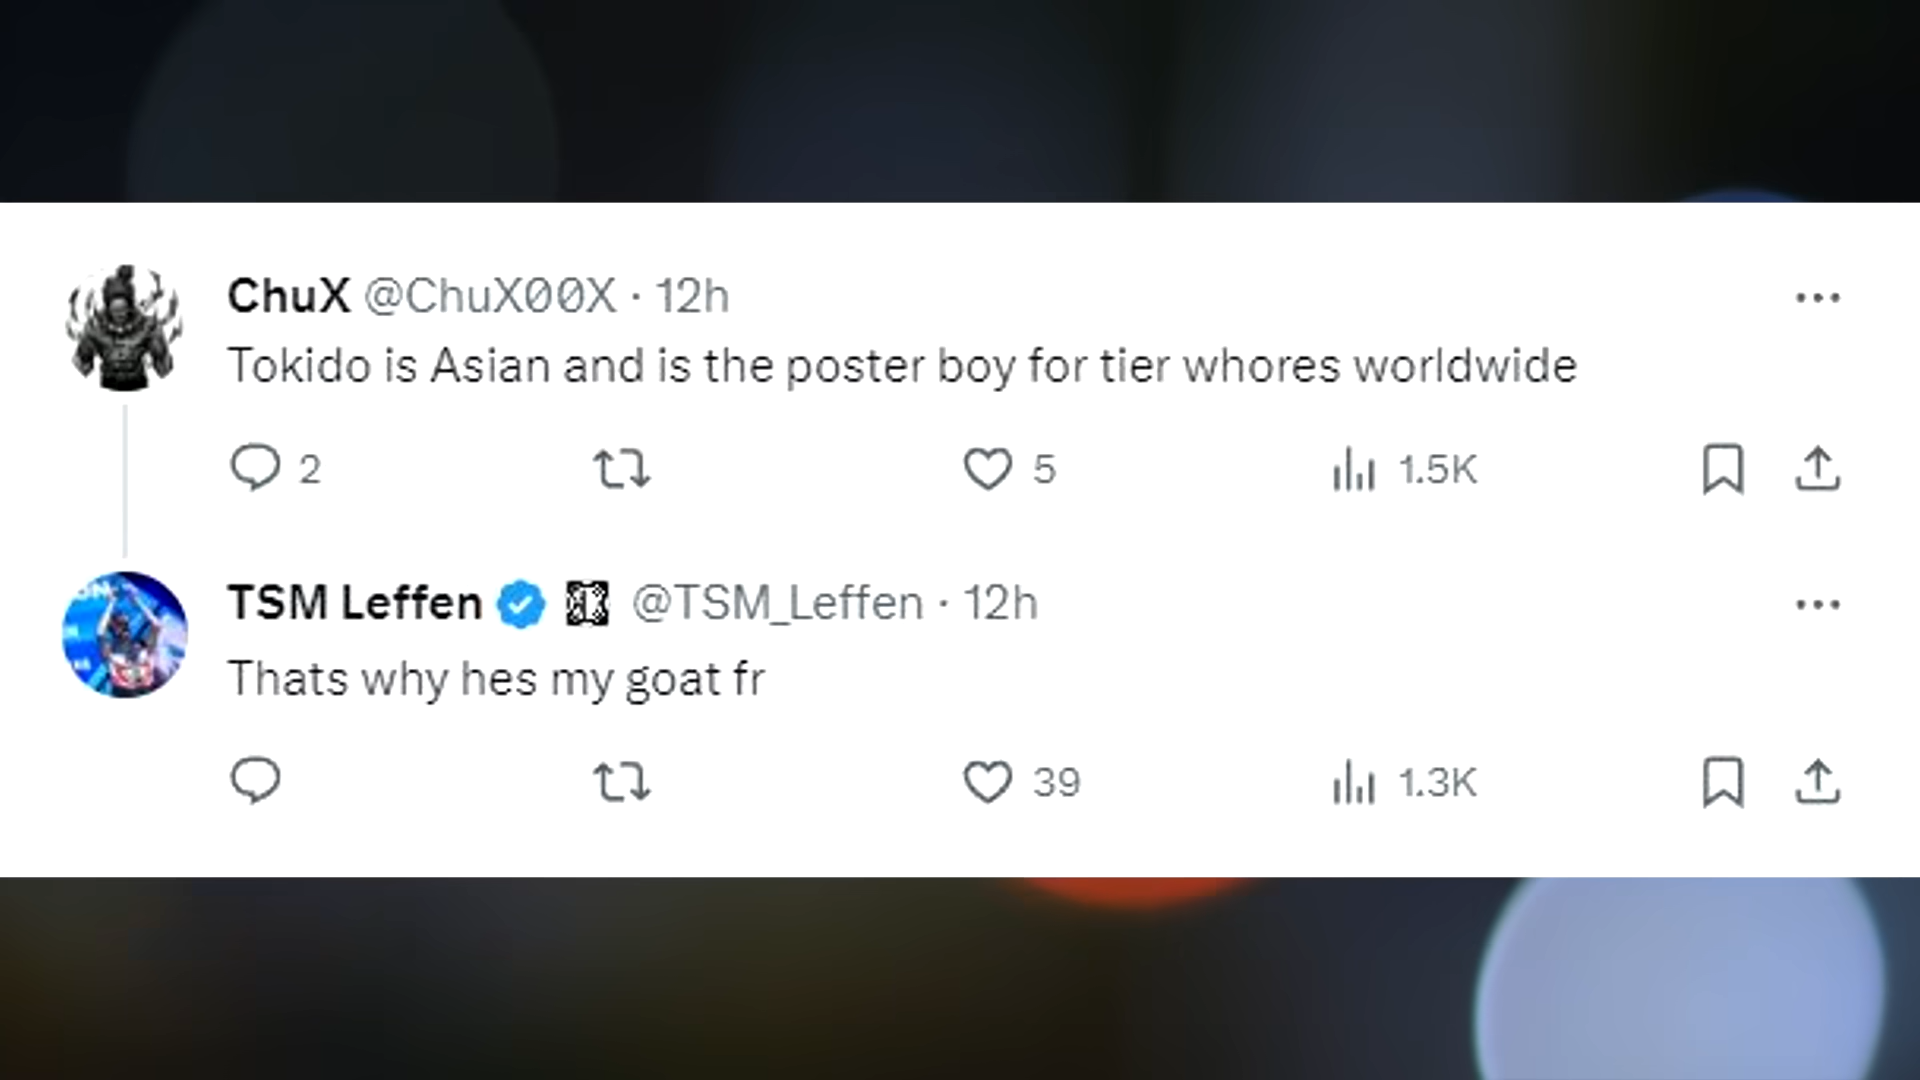 ChuX @ChuX00X · 12h
Tokido is Asian and is the poster boy for tier whores worldwide
2 5 1.5K
TSM Leffen @TSM_Leffen · 12h
Thats why hes my goat fr
39 1.3K